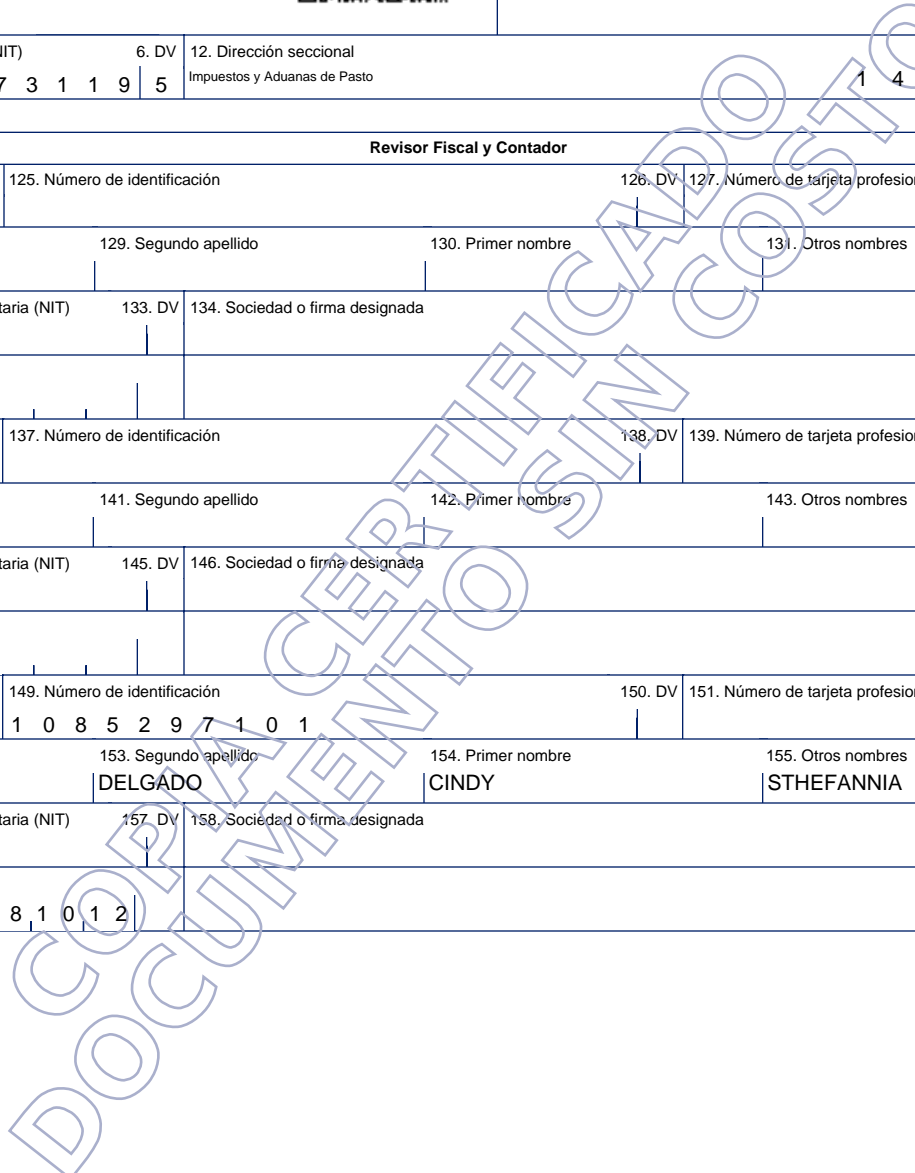 NIT) 6. DV 12. Dirección seccional
7 3 1 1 9 5 Impuestos y Aduanas de Pasto 1 4
Revisor Fiscal y Contador
125. Número de identificación 126. DV 127. Número de tarjeta profesion
129. Segundo apellido 130. Primer nombre 131. Otros nombres
taria (NIT) 133. DV 134. Sociedad o firma designada
137. Número de identificación 138. DV 139. Número de tarjeta profesion
141. Segundo apellido 142. Primer nombre 143. Otros nombres
taria (NIT) 145. DV 146. Sociedad o firma designada
149. Número de identificación 150. DV 151. Número de tarjeta profesion
1 0 8 5 2 9 7 1 0 1
153. Segundo apellido 154. Primer nombre 155. Otros nombres
DELGADO CINDY STHEFANNIA
taria (NIT) 157. DV 158. Sociedad o firma designada
8 1 0 1 2
COPIA CERTIFICADO
DOCUMENTO SIN COSTO